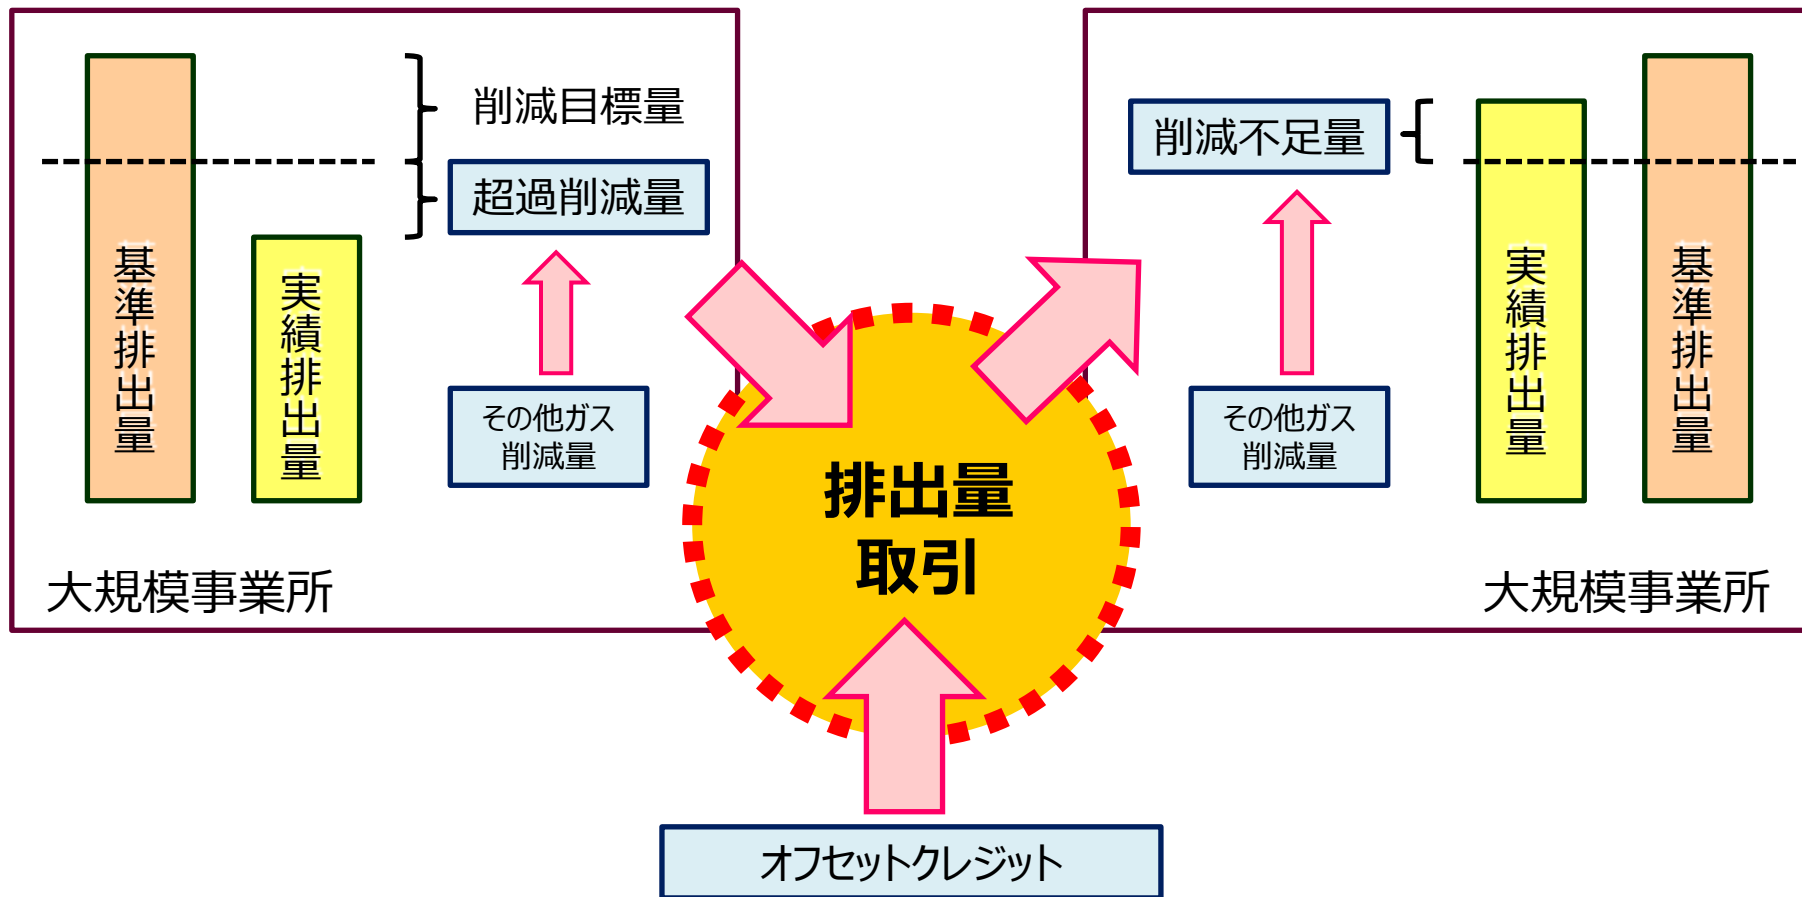 削減目標量
超過削減量
基準排出量
実績排出量
その他ガス
削減量
大規模事業所
排出量
取引
削減不足量
その他ガス
削減量
実績排出量
基準排出量
大規模事業所
オフセットクレジット